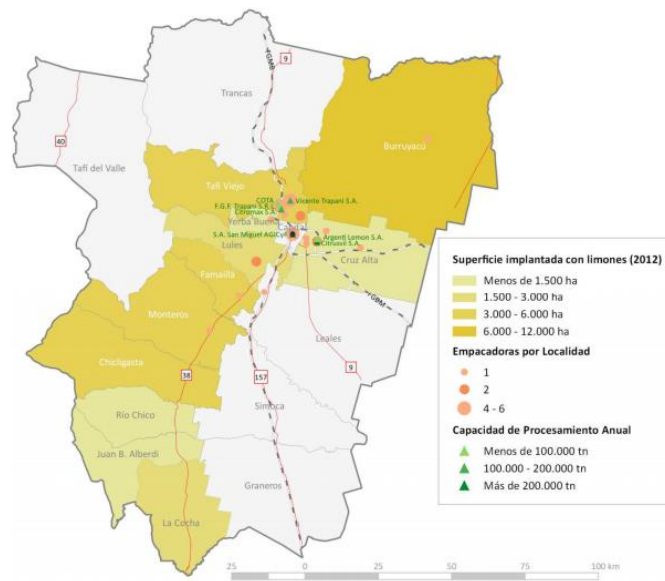 FGMB
9
Trancas
40
Burruyacú
Tafí del Valle
Tafí Viejo
COTA
Vicente Trapani S.A.
F.G.F. Trapani S.R.L.
Citromax S.A.
Yerba Buena
S.A. San Miguel AGICyF
Argenti Lemon S.A.
Citrusvil S.A.
Lules
Cruz Alta
Famaillá
FGBM
Monteros
Leales
Chicligasta
38
157
9
Simoca
Río Chico
Juan B. Alberdi
Graneros
La Cocha
Superficie implantada con limones (2012)
Menos de 1.500 ha
1.500 - 3.000 ha
3.000 - 6.000 ha
6.000 - 12.000 ha
Empacadoras por Localidad
1
2
4 - 6
Capacidad de Procesamiento Anual
Menos de 100.000 tn
100.000 - 200.000 tn
Más de 200.000 tn
25 0 25 50 75 100 km